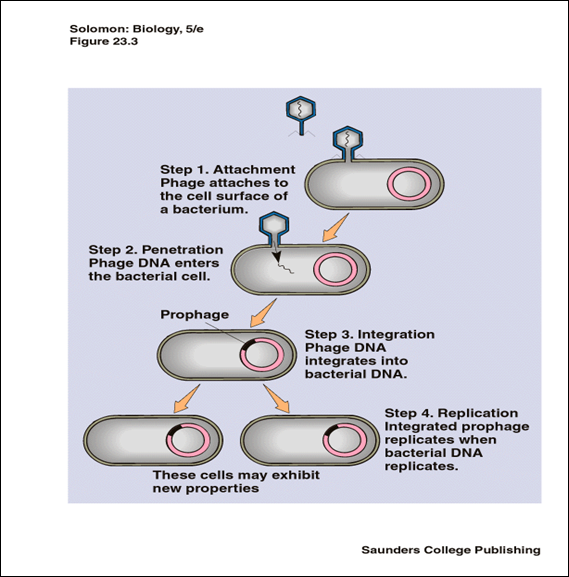 Solomon: Biology, 5/e
Figure 23.3
Step 1. Attachment
Phage attaches to
the cell surface of
a bacterium.
Step 2. Penetration
Phage DNA enters
the bacterial cell.
Prophage
Step 3. Integration
Phage DNA
integrates into
bacterial DNA.
Step 4. Replication
Integrated prophage
replicates when
bacterial DNA
replicates.
These cells may exhibit
new properties
Saunders College Publishing